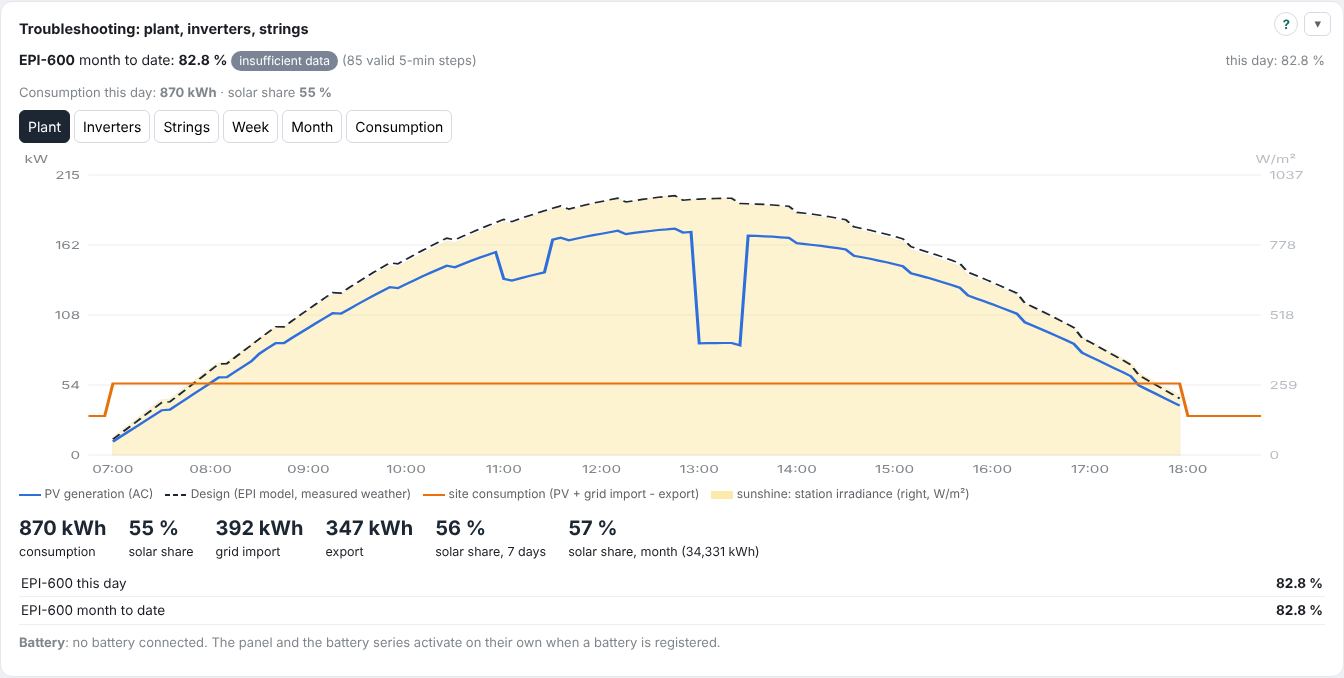 Troubleshooting: plant, inverters, strings
? ▼
EPI-600 month to date: 82.8 % insufficient data (85 valid 5-min steps)
this day: 82.8 %
Consumption this day: 870 kWh · solar share 55 %
Plant Inverters Strings Week Month Consumption
kW W/m²
215 1037
162 778
108 518
54 259
0 0
07:00 08:00 09:00 10:00 11:00 12:00 13:00 14:00 15:00 16:00 17:00 18:00
PV generation (AC) Design (EPI model, measured weather) site consumption (PV + grid import - export) sunshine: station irradiance (right, W/m²)
870 kWh 55 % 392 kWh 347 kWh 56 % 57 %
consumption solar share grid import export solar share, 7 days solar share, month (34,331 kWh)
EPI-600 this day 82.8 %
EPI-600 month to date 82.8 %
Battery: no battery connected. The panel and the battery series activate on their own when a battery is registered.